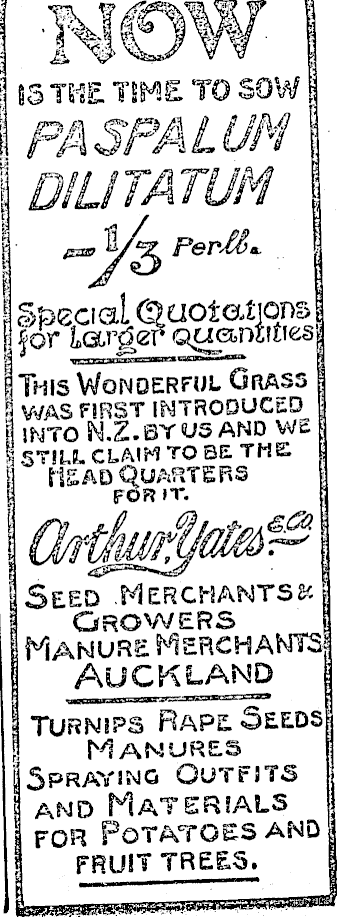 NOW
IS THE TIME TO SOW
PASPALUM
DILITATUM
- 1/3 Per lb.
Special Quotations
for Larger Quantities
THIS WONDERFUL GRASS
WAS FIRST INTRODUCED
INTO N.Z. BY US AND WE
STILL CLAIM TO BE THE
HEAD QUARTERS
FOR IT.
Arthur, Yates. & Co.
SEED MERCHANTS &
GROWERS
MANURE MERCHANTS
AUCKLAND
TURNIPS RAPE SEEDS
MANURES
SPRAYING OUTFITS
AND MATERIALS
FOR POTATOES AND
FRUIT TREES.